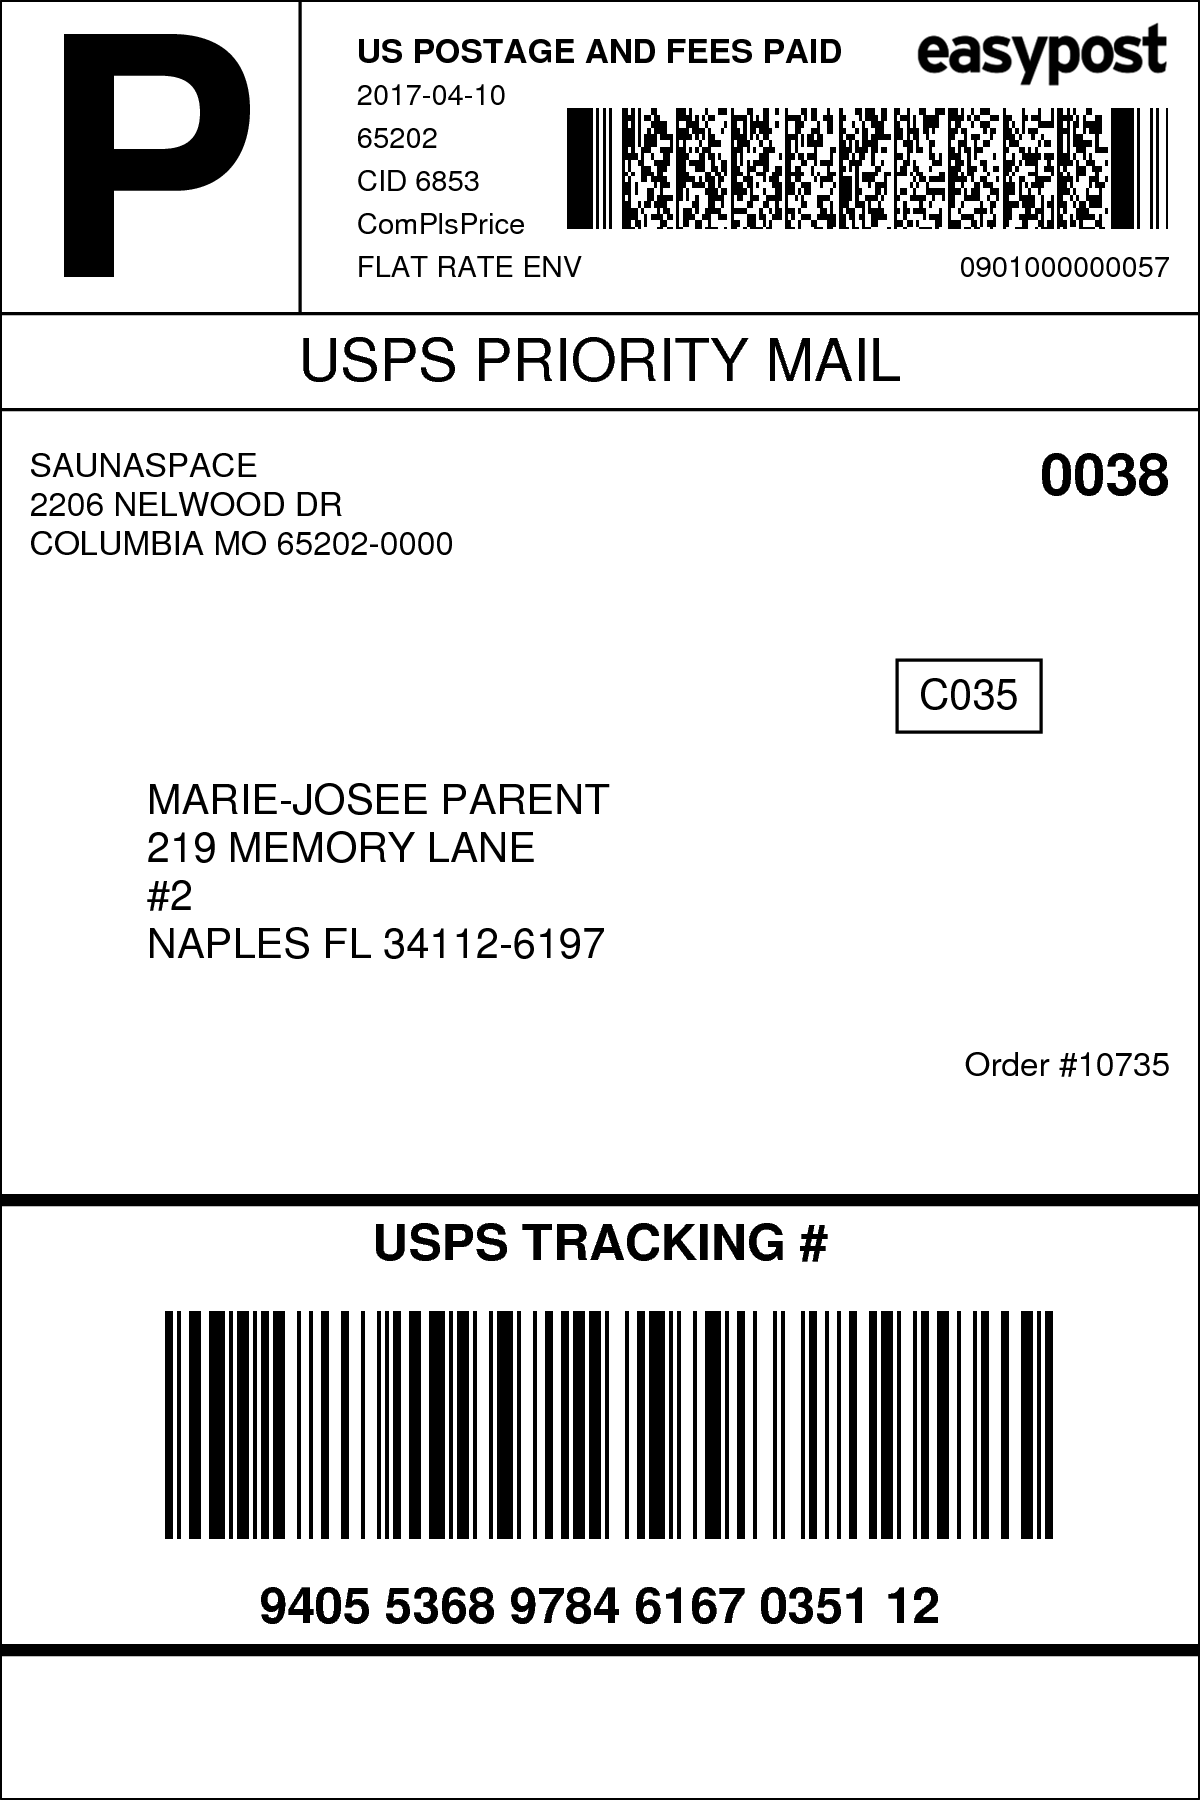 P
US POSTAGE AND FEES PAID
easypost
2017-04-10
65202
CID 6853
ComPlsPrice
FLAT RATE ENV
0901000000057
USPS PRIORITY MAIL
SAUNASPACE
2206 NELWOOD DR
COLUMBIA MO 65202-0000
0038
C035
MARIE-JOSEE PARENT
219 MEMORY LANE
#2
NAPLES FL 34112-6197
Order #10735
USPS TRACKING #
9405 5368 9784 6167 0351 12